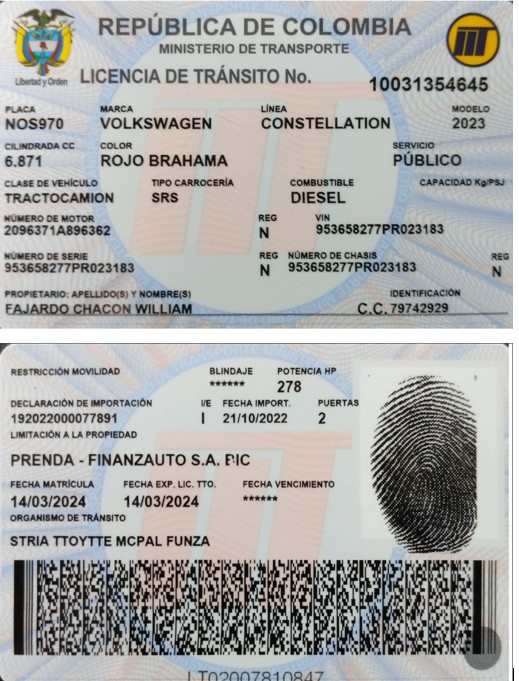 REPÚBLICA DE COLOMBIA
MINISTERIO DE TRANSPORTE
Libertad y Orden
LICENCIA DE TRÁNSITO No. 10031354645
PLACA MARCA LÍNEA MODELO
NOS970 VOLKSWAGEN CONSTELLATION 2023
CILINDRADA CC COLOR SERVICIO
6.871 ROJO BRAHAMA PÚBLICO
CLASE DE VEHÍCULO TIPO CARROCERÍA COMBUSTIBLE CAPACIDAD Kg/PSJ
TRACTOCAMION SRS DIESEL
NÚMERO DE MOTOR REG VIN
2096371A896362 N 953658277PR023183
NÚMERO DE SERIE REG NÚMERO DE CHASIS REG
953658277PR023183 N 953658277PR023183 N
PROPIETARIO: APELLIDO(S) Y NOMBRE(S) IDENTIFICACIÓN
FAJARDO CHACON WILLIAM C.C. 79742929
RESTRICCIÓN MOVILIDAD BLINDAJE POTENCIA HP
****** 278
DECLARACIÓN DE IMPORTACIÓN I/E FECHA IMPORT. PUERTAS
192022000077891 I 21/10/2022 2
LIMITACIÓN A LA PROPIEDAD
PRENDA - FINANZAUTO S.A. BIC
FECHA MATRÍCULA FECHA EXP. LIC. TTO. FECHA VENCIMIENTO
14/03/2024 14/03/2024 ******
ORGANISMO DE TRÁNSITO
STRIA TTOYTTE MCPAL FUNZA
LT02007810847